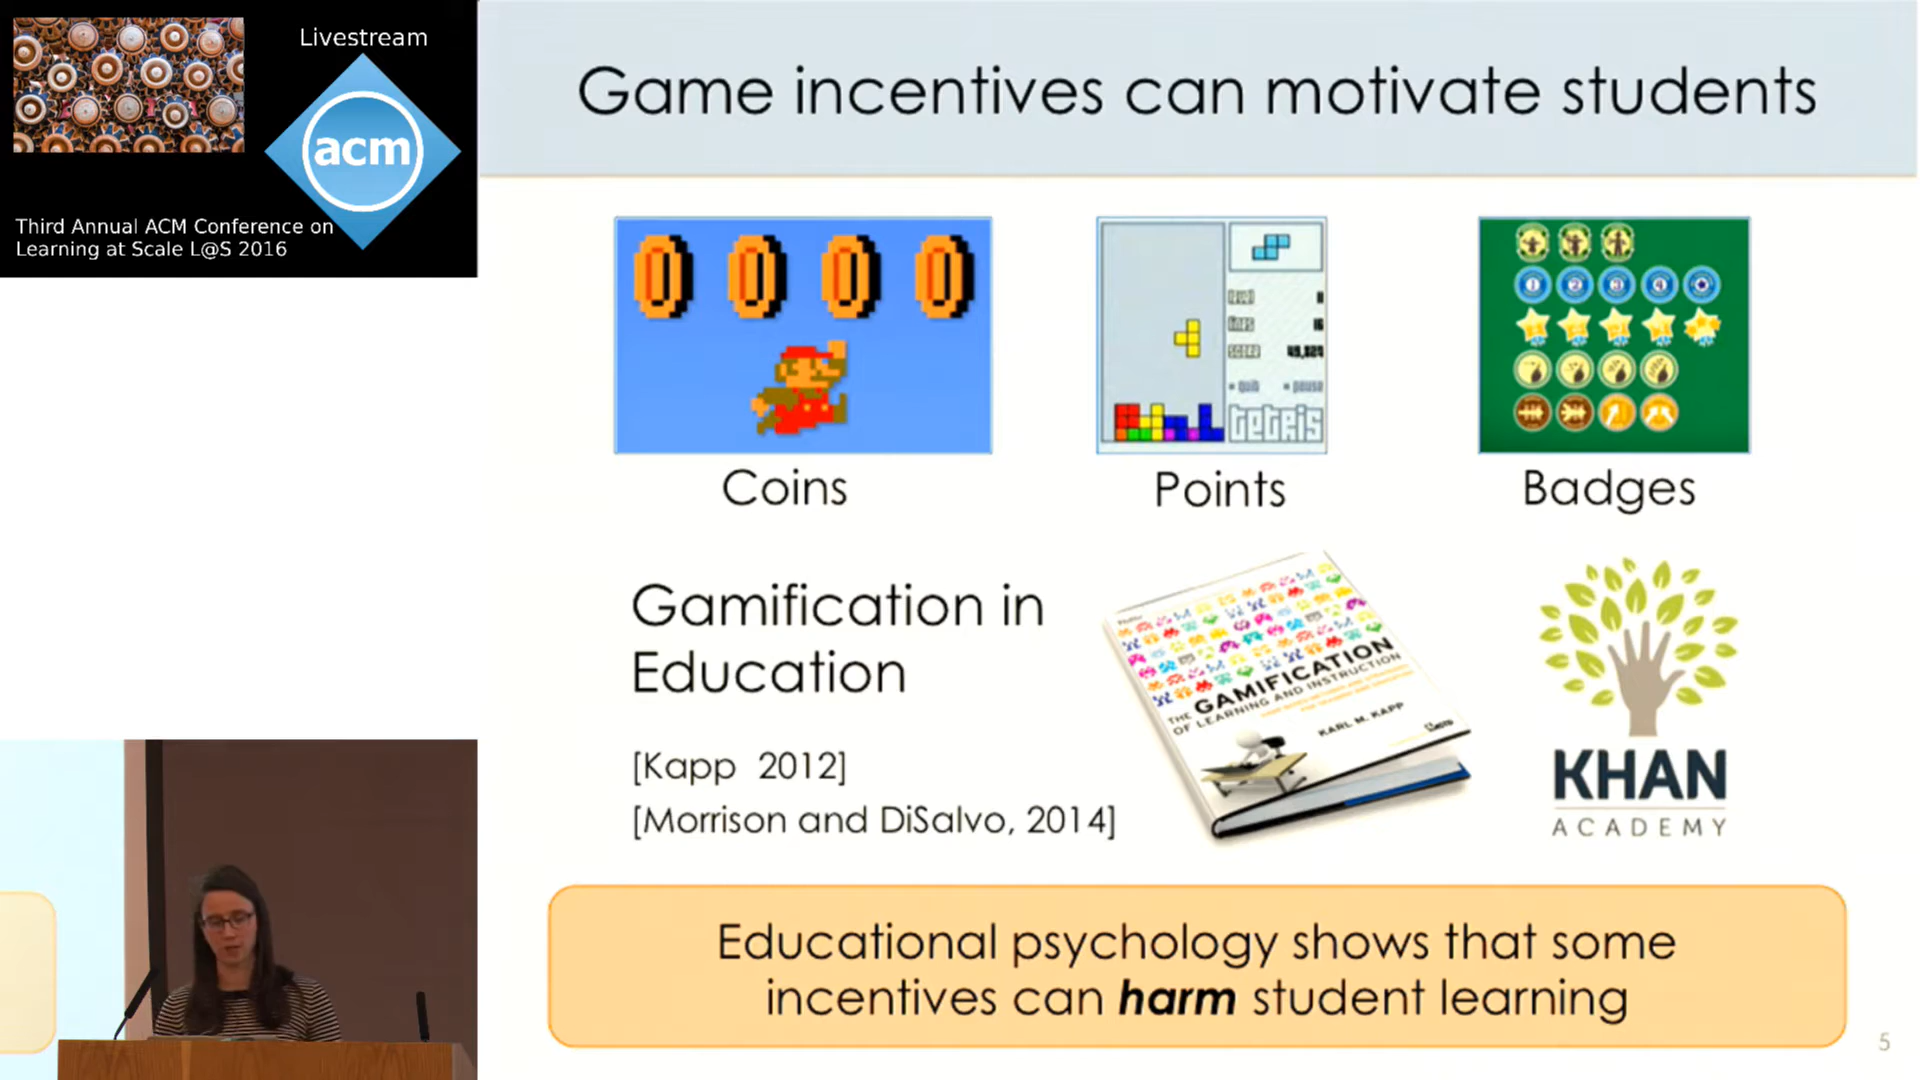 Livestream
acm
Third Annual ACM Conference on
Learning at Scale L@S 2016
Game incentives can motivate students
tetris
Coins
Points
Badges
Gamification in
Education
[Kapp 2012]
[Morrison and DiSalvo, 2014]
THE GAMIFICATION
OF LEARNING AND INSTRUCTION
KARL M. KAPP
KHAN
ACADEMY
Educational psychology shows that some
incentives can harm student learning
5